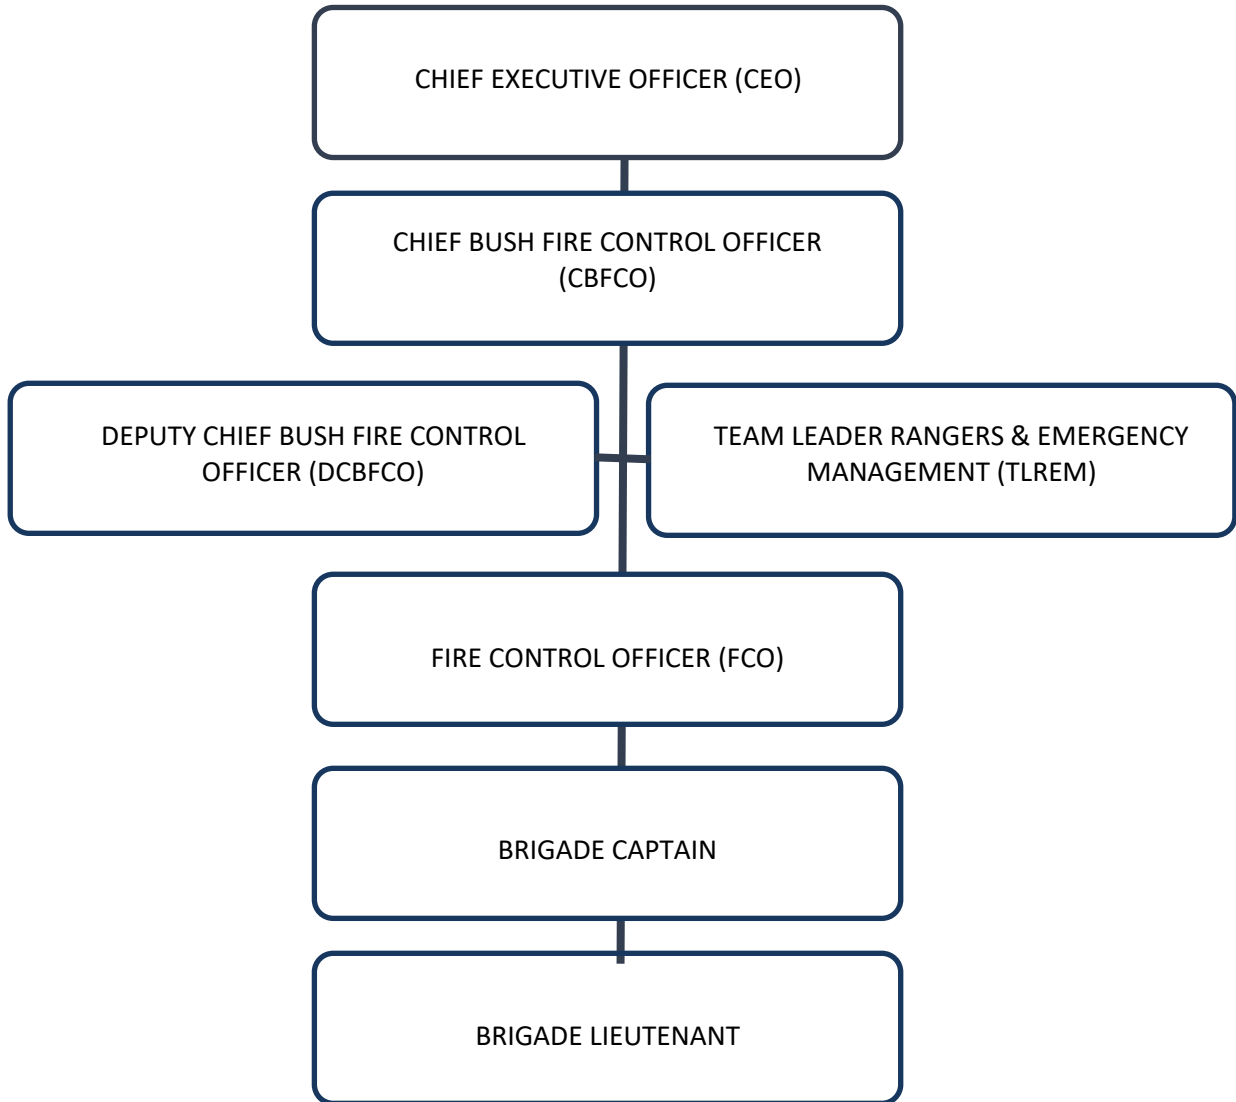 CHIEF EXECUTIVE OFFICER (CEO)
CHIEF BUSH FIRE CONTROL OFFICER
(CBFCO)
DEPUTY CHIEF BUSH FIRE CONTROL
OFFICER (DCBFCO)
TEAM LEADER RANGERS & EMERGENCY
MANAGEMENT (TLREM)
FIRE CONTROL OFFICER (FCO)
BRIGADE CAPTAIN
BRIGADE LIEUTENANT